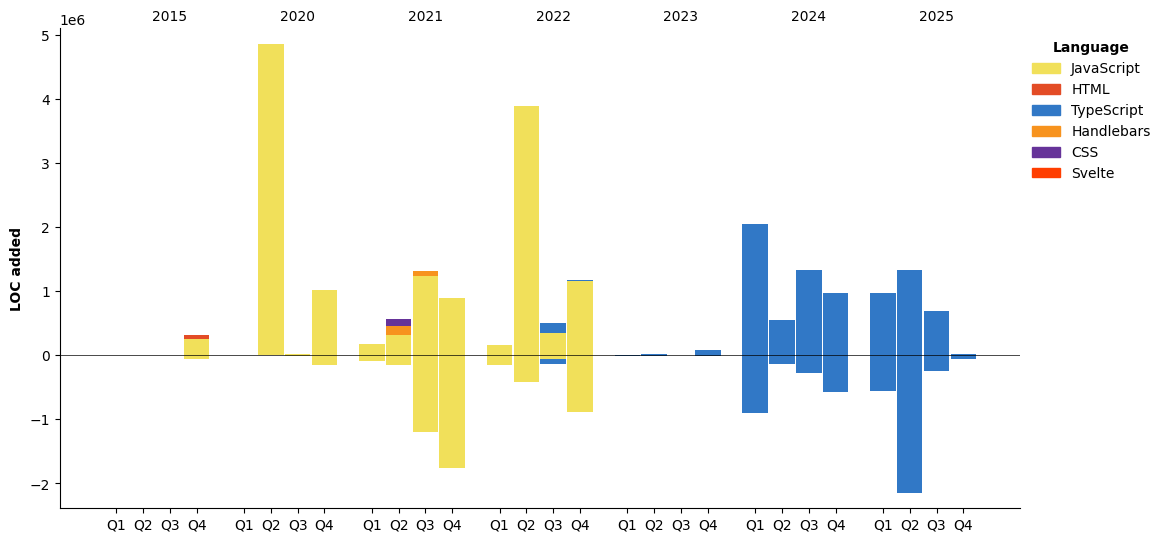 1e6
2015 2020 2021 2022 2023 2024 2025
5
4
3
2
1
0
−1
−2
LOC added
Q1 Q2 Q3 Q4 Q1 Q2 Q3 Q4 Q1 Q2 Q3 Q4 Q1 Q2 Q3 Q4 Q1 Q2 Q3 Q4 Q1 Q2 Q3 Q4 Q1 Q2 Q3 Q4
Language
JavaScript
HTML
TypeScript
Handlebars
CSS
Svelte